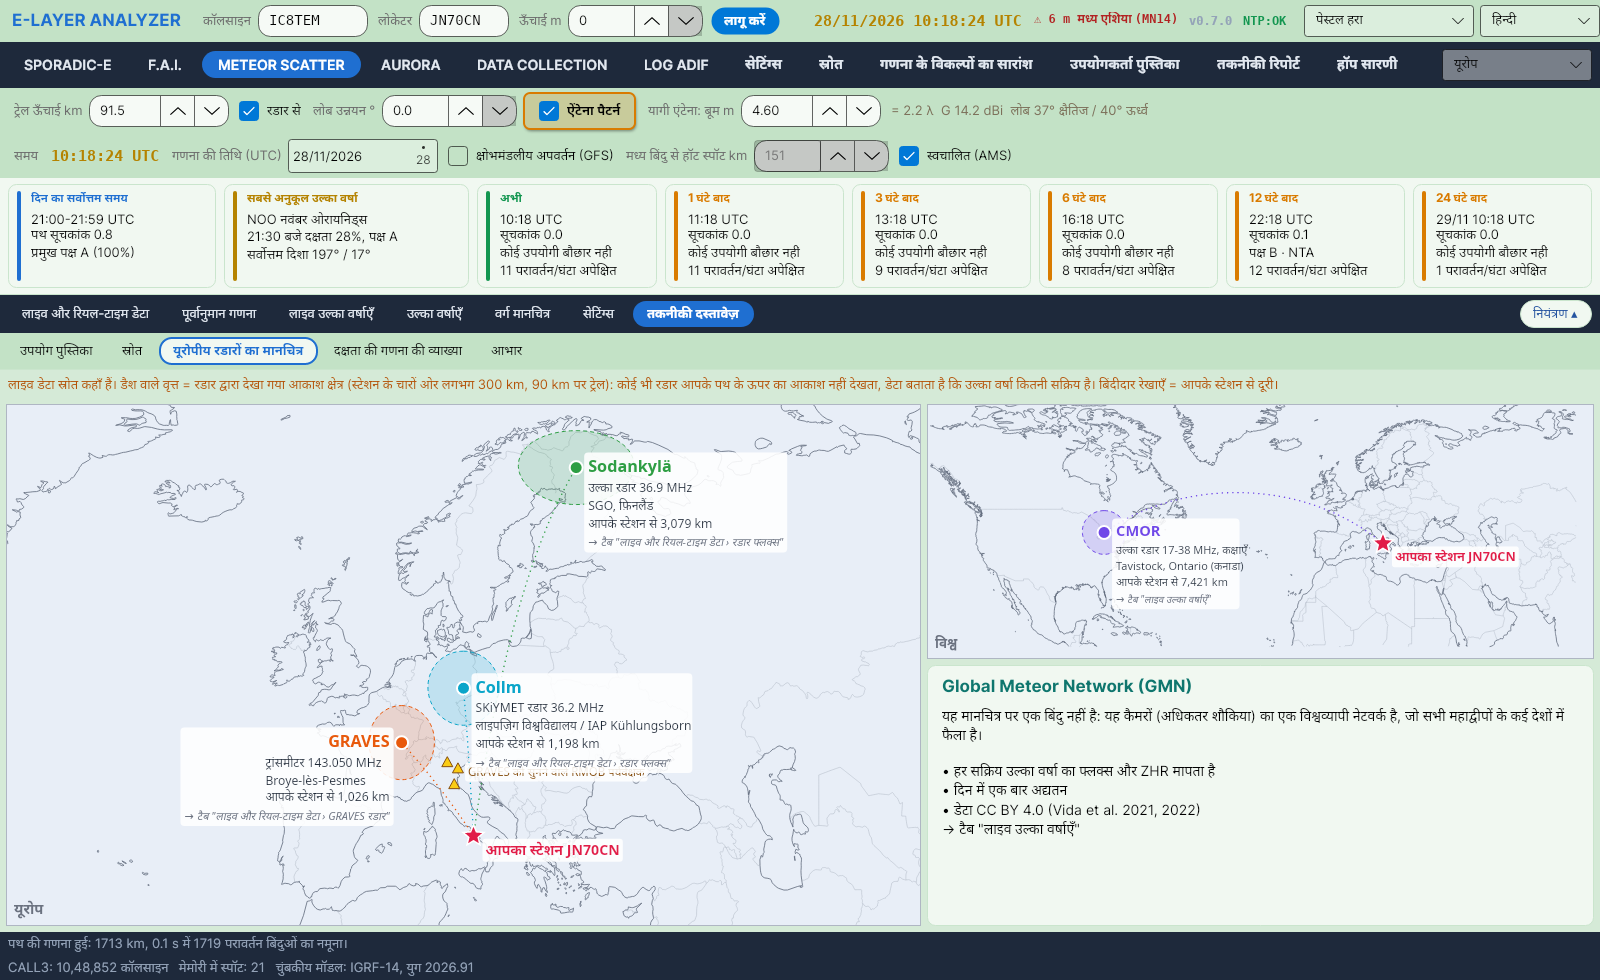 E-LAYER ANALYZER कॉलसाइन IC8TEM लोकेटर JN70CN ऊँचाई m 0 लागू करें 28/11/2026 10:18:24 UTC ⚠ 6 m मध्य एशिया (MN14) v0.7.0 NTP:OK पेस्टल हरा हिन्दी
SPORADIC-E F.A.I. METEOR SCATTER AURORA DATA COLLECTION LOG ADIF सेटिंग्स स्रोत गणना के विकल्पों का सारांश उपयोगकर्ता पुस्तिका तकनीकी रिपोर्ट हॉप सारणी यूरोप
ट्रेल ऊँचाई km 91.5 रडार से लोब उन्नयन ° 0.0 ऐंटेना पैटर्न यागी एंटेना: बूम m 4.60 = 2.2 λ G 14.2 dBi लोब 37° क्षैतिज / 40° ऊर्ध्व
समय 10:18:24 UTC गणना की तिथि (UTC) 28/11/2026 28 क्षोभमंडलीय अपवर्तन (GFS) मध्य बिंदु से हॉट स्पॉट km 151 स्वचालित (AMS)
दिन का सर्वोत्तम समय
21:00-21:59 UTC
पथ सूचकांक 0.8
प्रमुख पक्ष A (100%)
सबसे अनुकूल उल्का वर्षा
NOO नवंबर ओरायनिड्स
21:30 बजे दक्षता 28%, पक्ष A
सर्वोत्तम दिशा 197° / 17°
अभी
10:18 UTC
सूचकांक 0.0
कोई उपयोगी बौछार नही
11 परावर्तन/घंटा अपेक्षित
1 घंटे बाद
11:18 UTC
सूचकांक 0.0
कोई उपयोगी बौछार नही
11 परावर्तन/घंटा अपेक्षित
3 घंटे बाद
13:18 UTC
सूचकांक 0.0
कोई उपयोगी बौछार नही
9 परावर्तन/घंटा अपेक्षित
6 घंटे बाद
16:18 UTC
सूचकांक 0.0
कोई उपयोगी बौछार नही
8 परावर्तन/घंटा अपेक्षित
12 घंटे बाद
22:18 UTC
सूचकांक 0.1
पक्ष B · NTA
12 परावर्तन/घंटा अपेक्षित
24 घंटे बाद
29/11 10:18 UTC
सूचकांक 0.0
कोई उपयोगी बौछार नही
1 परावर्तन/घंटा अपेक्षित
लाइव और रियल-टाइम डेटा पूर्वानुमान गणना लाइव उल्का वर्षाएँ उल्का वर्षाएँ वर्ग मानचित्र सेटिंग्स तकनीकी दस्तावेज़ नियंत्रण ▴
उपयोग पुस्तिका स्रोत यूरोपीय रडारों का मानचित्र दक्षता की गणना की व्याख्या आभार
लाइव डेटा स्रोत कहाँ हैं। डैश वाले वृत्त = रडार द्वारा देखा गया आकाश क्षेत्र (स्टेशन के चारों ओर लगभग 300 km, 90 km पर ट्रेल): कोई भी रडार आपके पथ के ऊपर का आकाश नहीं देखता, डेटा बताता है कि उल्का वर्षा कितनी सक्रिय है। बिंदीदार रेखाएँ = आपके स्टेशन से दूरी।
Sodankylä
उल्का रडार 36.9 MHz
SGO, फ़िनलैंड
आपके स्टेशन से 3,079 km
→ टैब "लाइव और रियल-टाइम डेटा › रडार फ्लक्स"
Collm
SKiYMET रडार 36.2 MHz
लाइपज़िग विश्वविद्यालय / IAP Kühlungsborn
आपके स्टेशन से 1,198 km
→ टैब "लाइव और रियल-टाइम डेटा › रडार फ्लक्स"
GRAVES
ट्रांसमीटर 143.050 MHz
Broye-lès-Pesmes
आपके स्टेशन से 1,026 km
→ टैब "लाइव और रियल-टाइम डेटा › GRAVES रडार"
आपका स्टेशन JN70CN
यूरोप
CMOR
उल्का रडार 17-38 MHz, कक्षाएँ
Tavistock, Ontario (कनाडा)
आपके स्टेशन से 7,421 km
→ टैब "लाइव उल्का वर्षाएँ"
आपका स्टेशन JN70CN
विश्व
Global Meteor Network (GMN)
यह मानचित्र पर एक बिंदु नहीं है: यह कैमरों (अधिकतर शौकिया) का एक विश्वव्यापी नेटवर्क है, जो सभी महाद्वीपों के कई देशों में
फैला है।
• हर सक्रिय उल्का वर्षा का फ्लक्स और ZHR मापता है
• दिन में एक बार अद्यतन
• डेटा CC BY 4.0 (Vida et al. 2021, 2022)
→ टैब "लाइव उल्का वर्षाएँ"
पथ की गणना हुई: 1713 km, 0.1 s में 1719 परावर्तन बिंदुओं का नमूना।
CALL3: 10,48,852 कॉलसाइन मेमोरी में स्पॉट: 21 चुंबकीय मॉडल: IGRF-14, युग 2026.91